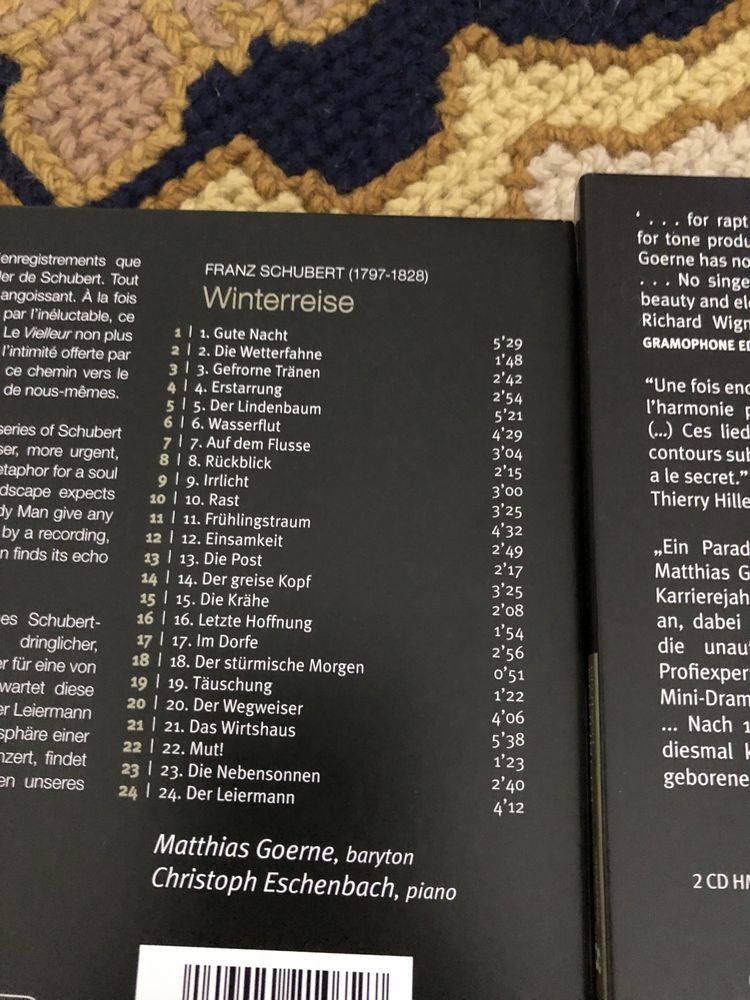 enregistrements que
ler de Schubert. Tout
angoissant. À la fois
par l'inéluctable, ce
Le Vielleur non plus
l'intimité offerte par
ce chemin vers le
de nous-mêmes.
series of Schubert
ser, more urgent,
etaphor for a soul
dscape expects
dy Man give any
by a recording,
n finds its echo
es Schubert-
dringlicher,
er für eine von
wartet diese
er Leiermann
sphäre einer
nzert, findet
en unseres
FRANZ SCHUBERT (1797-1828)
Winterreise
1 | 1. Gute Nacht 5'29
2 | 2. Die Wetterfahne 1'48
3 | 3. Gefrorne Tränen 2'42
4 | 4. Erstarrung 2'54
5 | 5. Der Lindenbaum 5'21
6 | 6. Wasserflut 4'29
7 | 7. Auf dem Flusse 3'04
8 | 8. Rückblick 2'15
9 | 9. Irrlicht 3'00
10 | 10. Rast 3'25
11 | 11. Frühlingstraum 4'32
12 | 12. Einsamkeit 2'49
13 | 13. Die Post 2'17
14 | 14. Der greise Kopf 3'25
15 | 15. Die Krähe 2'08
16 | 16. Letzte Hoffnung 1'54
17 | 17. Im Dorfe 2'56
18 | 18. Der stürmische Morgen 0'51
19 | 19. Täuschung 1'22
20 | 20. Der Wegweiser 4'06
21 | 21. Das Wirtshaus 5'38
22 | 22. Mut! 1'23
23 | 23. Die Nebensonnen 2'40
24 | 24. Der Leiermann 4'12
Matthias Goerne, baryton
Christoph Eschenbach, piano
‘ . . . for rapt
for tone produ
Goerne has no
. . . No singe
beauty and ele
Richard Wign
GRAMOPHONE ED
“Une fois enc
l'harmonie p
(...) Ces lied
contours sub
a le secret.”
Thierry Hille
„Ein Parad
Matthias G
Karrierejah
an, dabei
die unaut
Profiexper
Mini-Dram
... Nach 1
diesmal k
geborene
2 CD HM